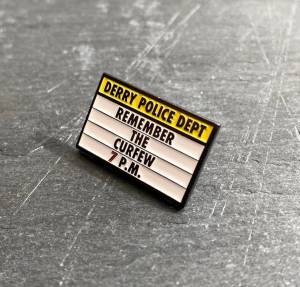 DERRY POLICE DEPT
REMEMBER
THE
CURFEW
7 P.M.